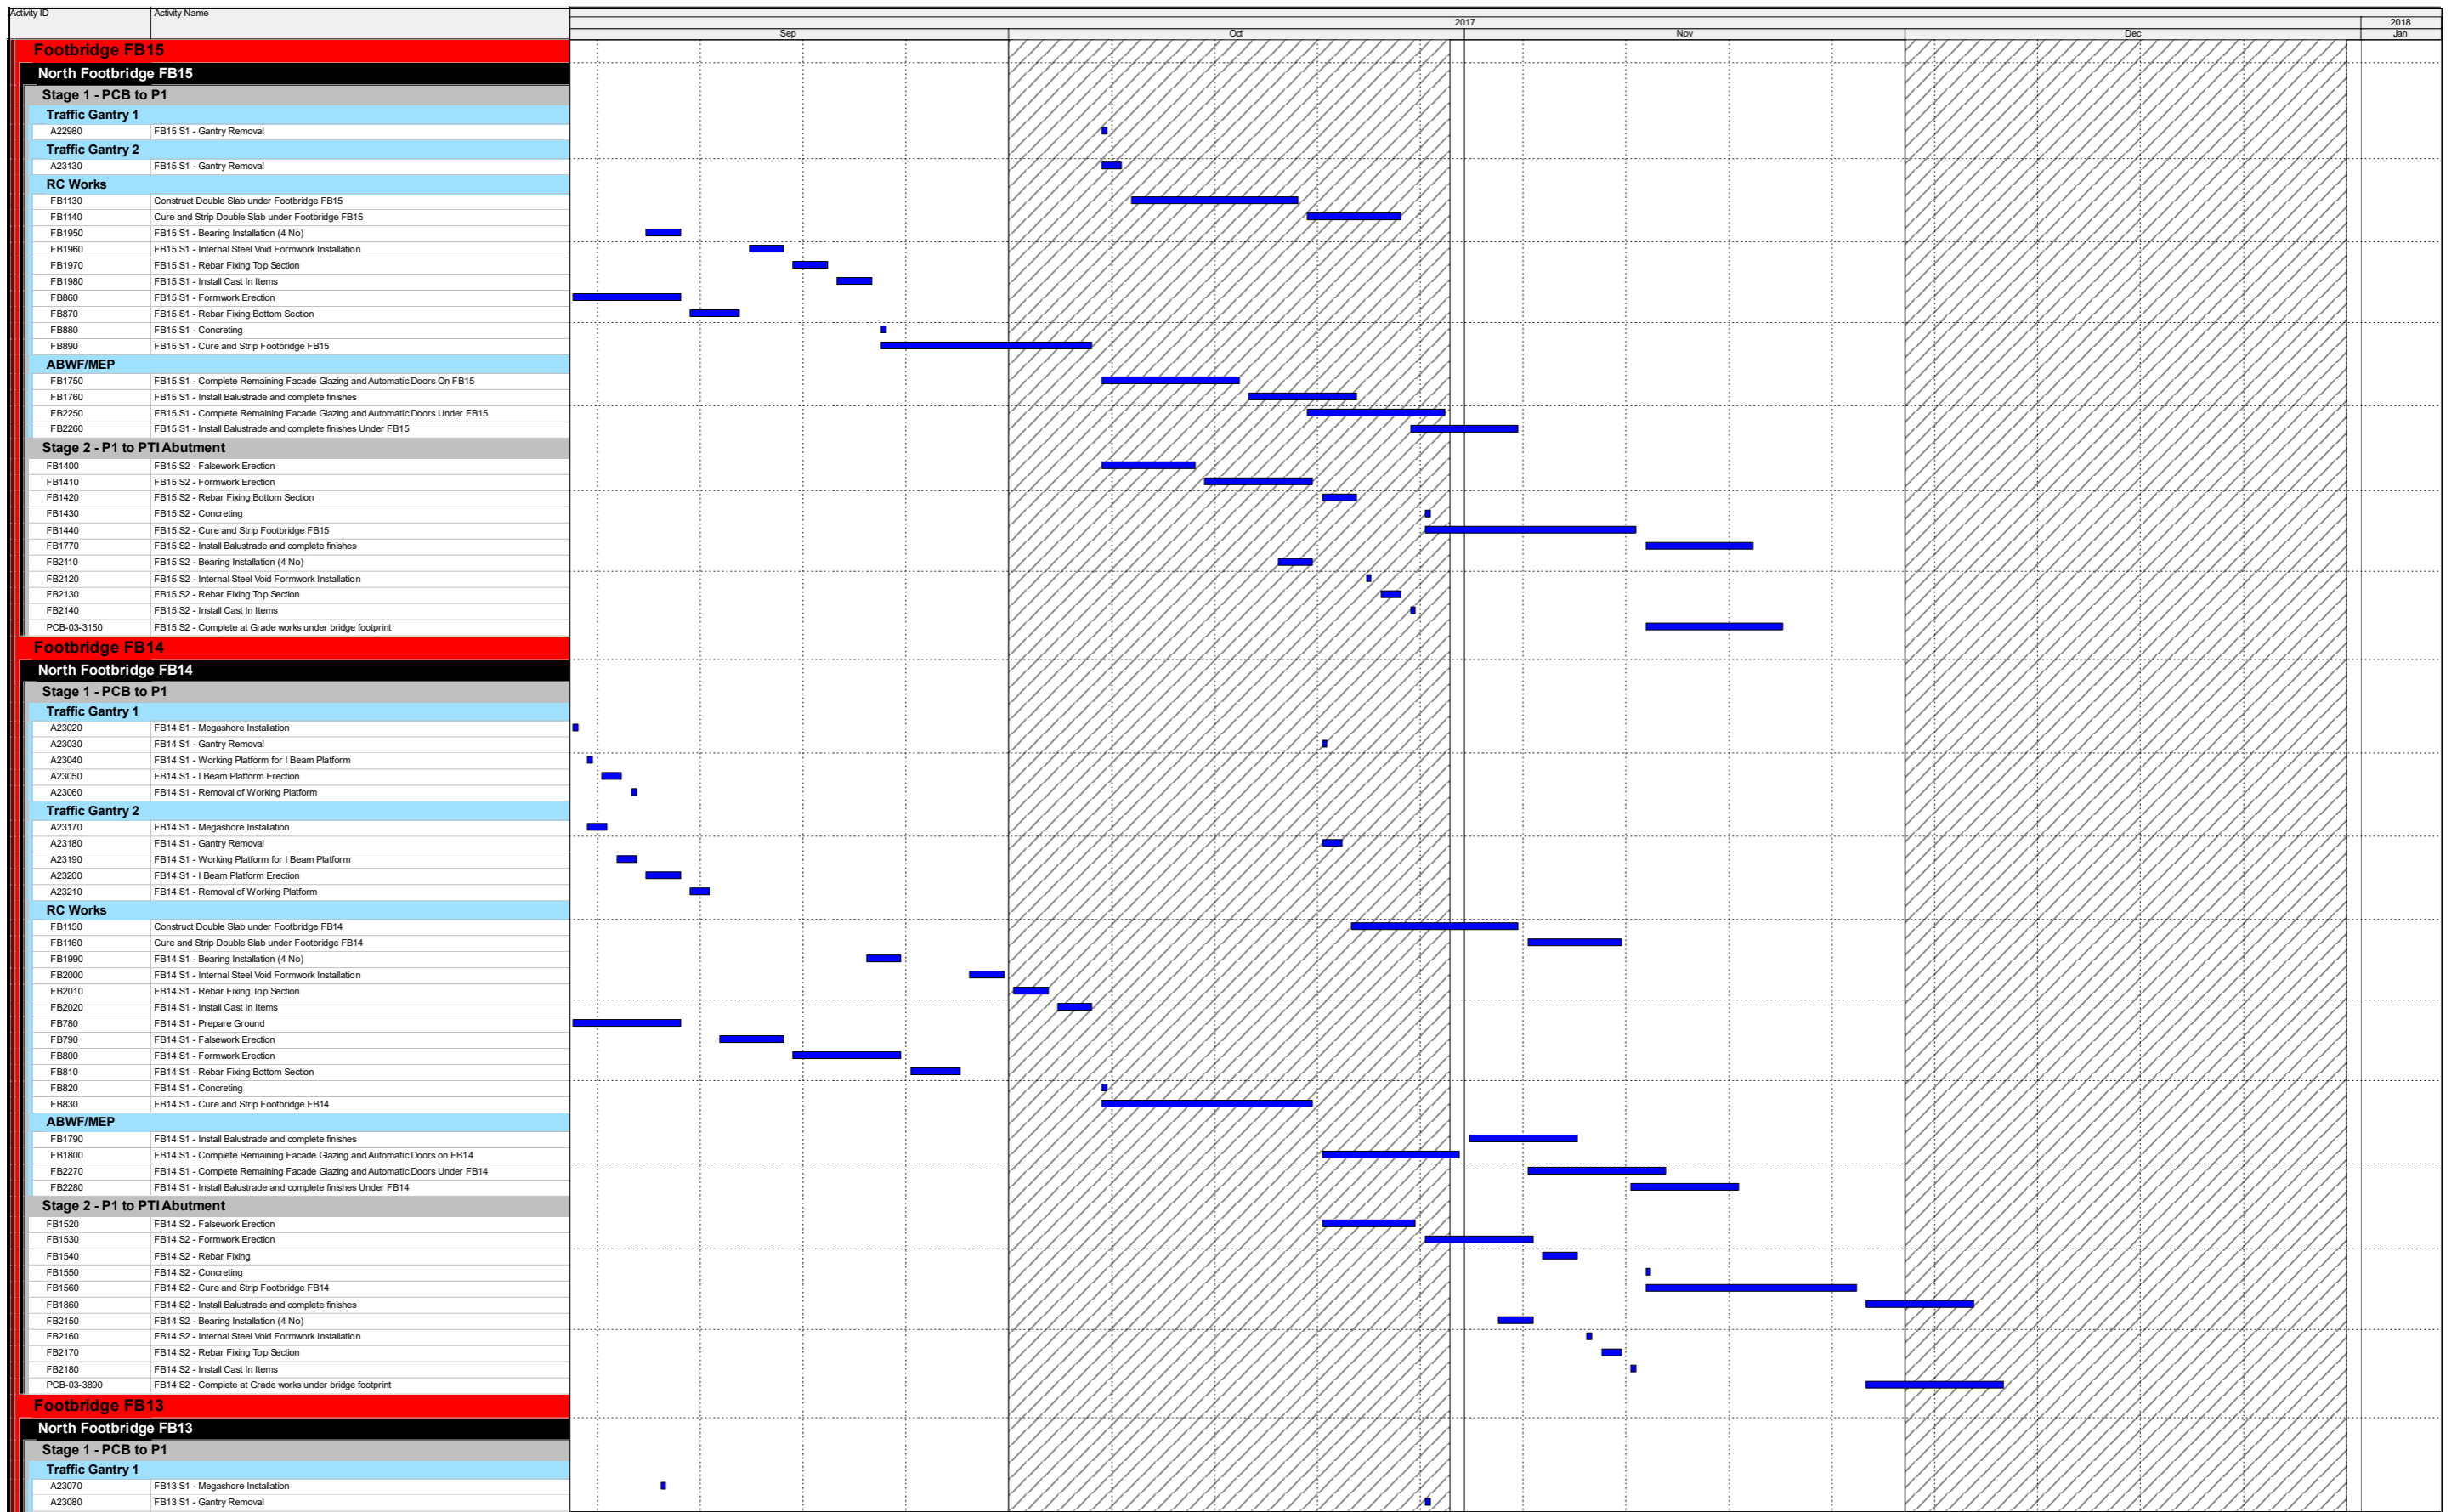 Activity ID Activity Name
2017 2018
Sep Oct Nov Dec Jan
Footbridge FB15
North Footbridge FB15
Stage 1 - PCB to P1
Traffic Gantry 1
A22980 FB15 S1 - Gantry Removal
Traffic Gantry 2
A23130 FB15 S1 - Gantry Removal
RC Works
FB1130 Construct Double Slab under Footbridge FB15
FB1140 Cure and Strip Double Slab under Footbridge FB15
FB1950 FB15 S1 - Bearing Installation (4 No)
FB1960 FB15 S1 - Internal Steel Void Formwork Installation
FB1970 FB15 S1 - Rebar Fixing Top Section
FB1980 FB15 S1 - Install Cast In Items
FB860 FB15 S1 - Formwork Erection
FB870 FB15 S1 - Rebar Fixing Bottom Section
FB880 FB15 S1 - Concreting
FB890 FB15 S1 - Cure and Strip Footbridge FB15
ABWF/MEP
FB1750 FB15 S1 - Complete Remaining Facade Glazing and Automatic Doors On FB15
FB1760 FB15 S1 - Install Balustrade and complete finishes
FB2250 FB15 S1 - Complete Remaining Facade Glazing and Automatic Doors Under FB15
FB2260 FB15 S1 - Install Balustrade and complete finishes Under FB15
Stage 2 - P1 to PTI Abutment
FB1400 FB15 S2 - Falsework Erection
FB1410 FB15 S2 - Formwork Erection
FB1420 FB15 S2 - Rebar Fixing Bottom Section
FB1430 FB15 S2 - Concreting
FB1440 FB15 S2 - Cure and Strip Footbridge FB15
FB1770 FB15 S2 - Install Balustrade and complete finishes
FB2110 FB15 S2 - Bearing Installation (4 No)
FB2120 FB15 S2 - Internal Steel Void Formwork Installation
FB2130 FB15 S2 - Rebar Fixing Top Section
FB2140 FB15 S2 - Install Cast In Items
PCB-03-3150 FB15 S2 - Complete at Grade works under bridge footprint
Footbridge FB14
North Footbridge FB14
Stage 1 - PCB to P1
Traffic Gantry 1
A23020 FB14 S1 - Megashore Installation
A23030 FB14 S1 - Gantry Removal
A23040 FB14 S1 - Working Platform for I Beam Platform
A23050 FB14 S1 - I Beam Platform Erection
A23060 FB14 S1 - Removal of Working Platform
Traffic Gantry 2
A23170 FB14 S1 - Megashore Installation
A23180 FB14 S1 - Gantry Removal
A23190 FB14 S1 - Working Platform for I Beam Platform
A23200 FB14 S1 - I Beam Platform Erection
A23210 FB14 S1 - Removal of Working Platform
RC Works
FB1150 Construct Double Slab under Footbridge FB14
FB1160 Cure and Strip Double Slab under Footbridge FB14
FB1990 FB14 S1 - Bearing Installation (4 No)
FB2000 FB14 S1 - Internal Steel Void Formwork Installation
FB2010 FB14 S1 - Rebar Fixing Top Section
FB2020 FB14 S1 - Install Cast In Items
FB780 FB14 S1 - Prepare Ground
FB790 FB14 S1 - Falsework Erection
FB800 FB14 S1 - Formwork Erection
FB810 FB14 S1 - Rebar Fixing Bottom Section
FB820 FB14 S1 - Concreting
FB830 FB14 S1 - Cure and Strip Footbridge FB14
ABWF/MEP
FB1790 FB14 S1 - Install Balustrade and complete finishes
FB1800 FB14 S1 - Complete Remaining Facade Glazing and Automatic Doors on FB14
FB2270 FB14 S1 - Complete Remaining Facade Glazing and Automatic Doors Under FB14
FB2280 FB14 S1 - Install Balustrade and complete finishes Under FB14
Stage 2 - P1 to PTI Abutment
FB1520 FB14 S2 - Falsework Erection
FB1530 FB14 S2 - Formwork Erection
FB1540 FB14 S2 - Rebar Fixing
FB1550 FB14 S2 - Concreting
FB1560 FB14 S2 - Cure and Strip Footbridge FB14
FB1860 FB14 S2 - Install Balustrade and complete finishes
FB2150 FB14 S2 - Bearing Installation (4 No)
FB2160 FB14 S2 - Internal Steel Void Formwork Installation
FB2170 FB14 S2 - Rebar Fixing Top Section
FB2180 FB14 S2 - Install Cast In Items
PCB-03-3890 FB14 S2 - Complete at Grade works under bridge footprint
Footbridge FB13
North Footbridge FB13
Stage 1 - PCB to P1
Traffic Gantry 1
A23070 FB13 S1 - Megashore Installation
A23080 FB13 S1 - Gantry Removal